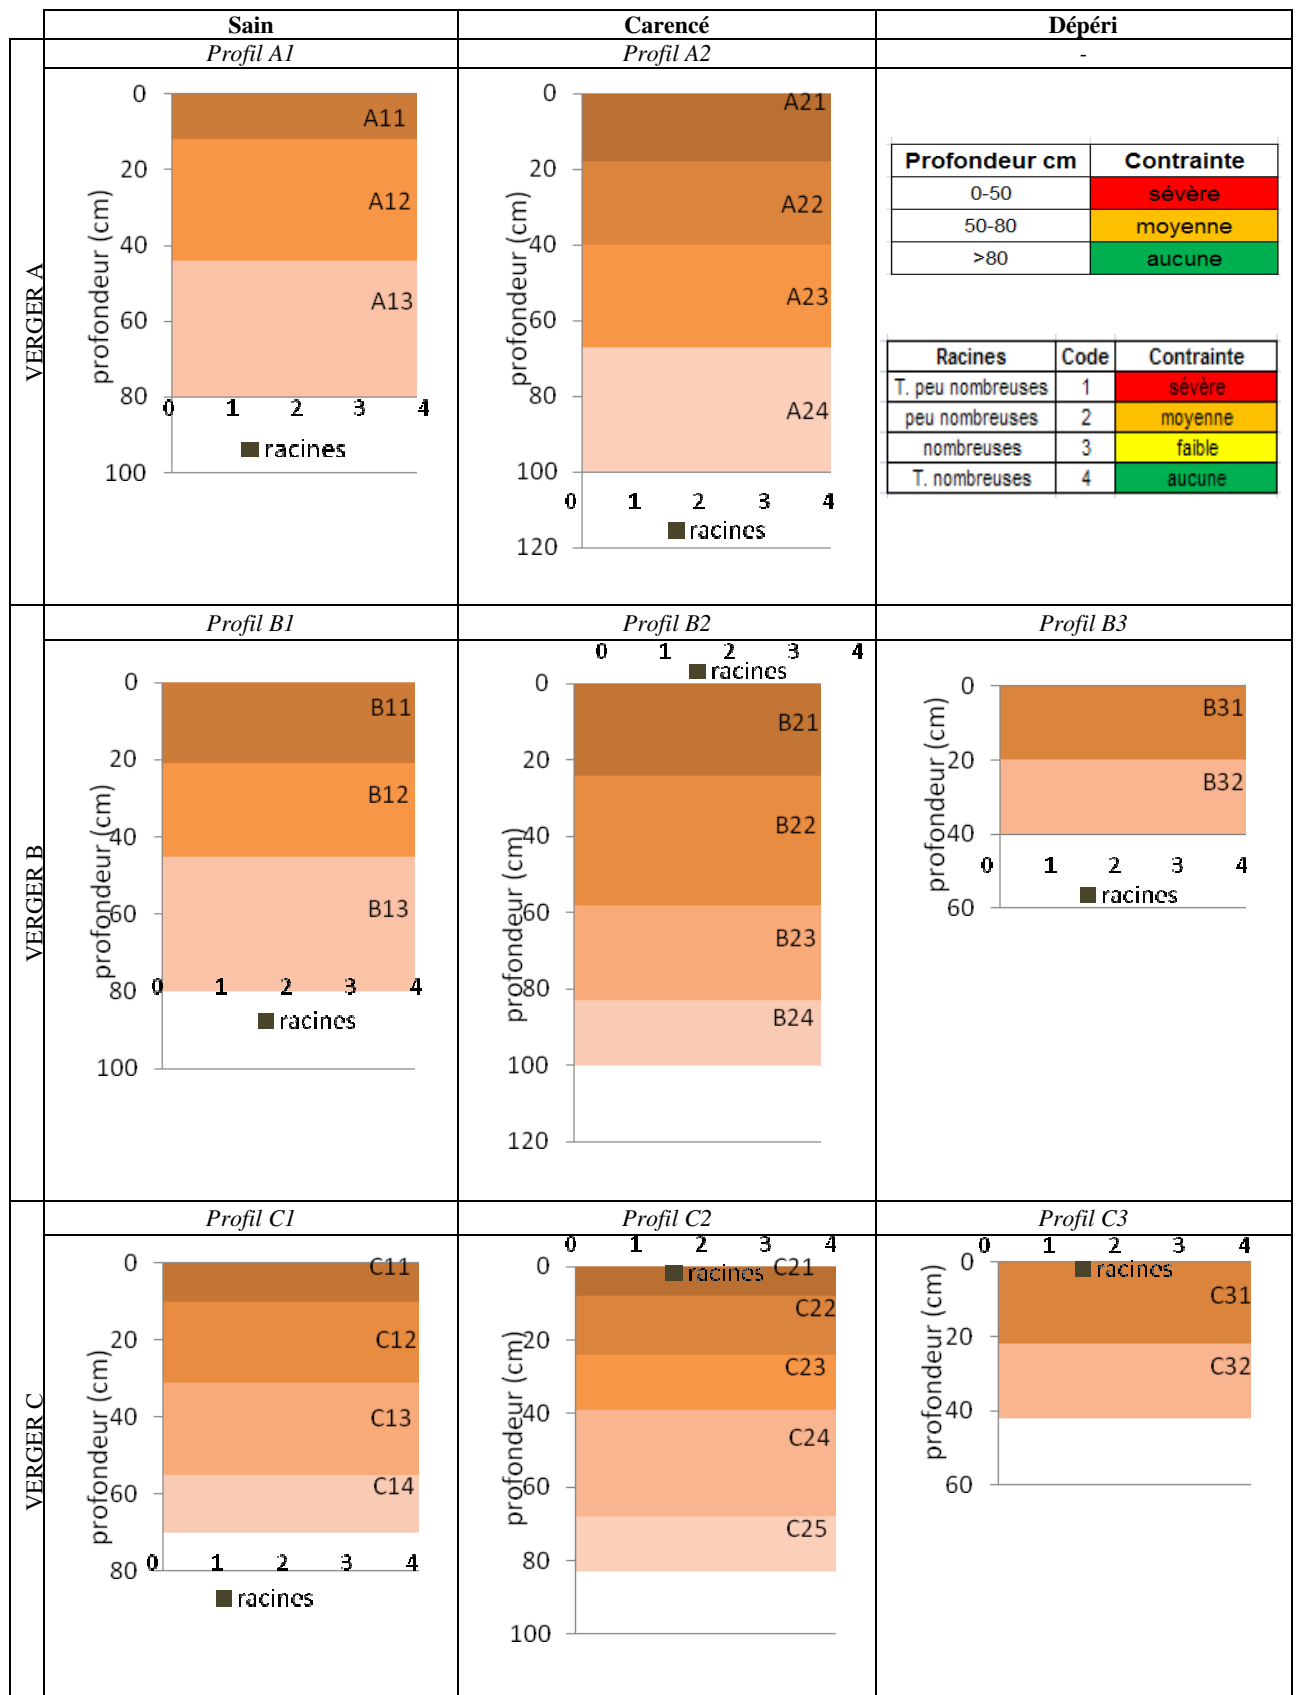 Sain Carencé Dépéri
VERGER A
Profil A1 Profil A2 -
0
20
40
60
80
100
profondeur (cm)
A11
A12
A13
0 1 2 3 4
racines
0
20
40
60
80
100
120
profondeur (cm)
A21
A22
A23
A24
0 1 2 3 4
racines
Profondeur cm Contrainte
0-50 sévère
50-80 moyenne
>80 aucune
Racines Code Contrainte
T. peu nombreuses 1 sévère
peu nombreuses 2 moyenne
nombreuses 3 faible
T. nombreuses 4 aucune
VERGER B
Profil B1 Profil B2 Profil B3
0
20
40
60
80
100
profondeur (cm)
B11
B12
B13
0 1 2 3 4
racines
0 1 2 3 4
racines
0
20
40
60
80
100
120
profondeur (cm)
B21
B22
B23
B24
0
20
40
60
profondeur (cm)
B31
B32
0 1 2 3 4
racines
VERGER C
Profil C1 Profil C2 Profil C3
0
20
40
60
80
profondeur (cm)
C11
C12
C13
C14
0 1 2 3 4
racines
0 1 2 3 4
racines
0
20
40
60
80
100
profondeur (cm)
C21
C22
C23
C24
C25
0 1 2 3 4
racines
0
20
40
60
profondeur (cm)
C31
C32